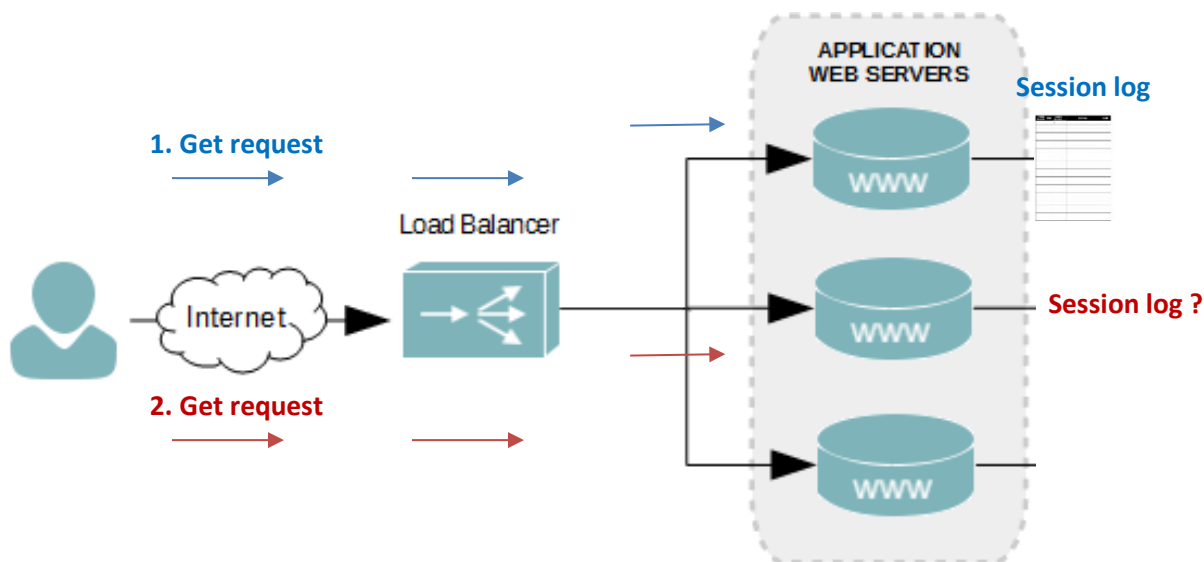 APPLICATION
WEB SERVERS
Session log
1. Get request
WWW
Load Balancer
Internet
Session log ?
WWW
2. Get request
WWW